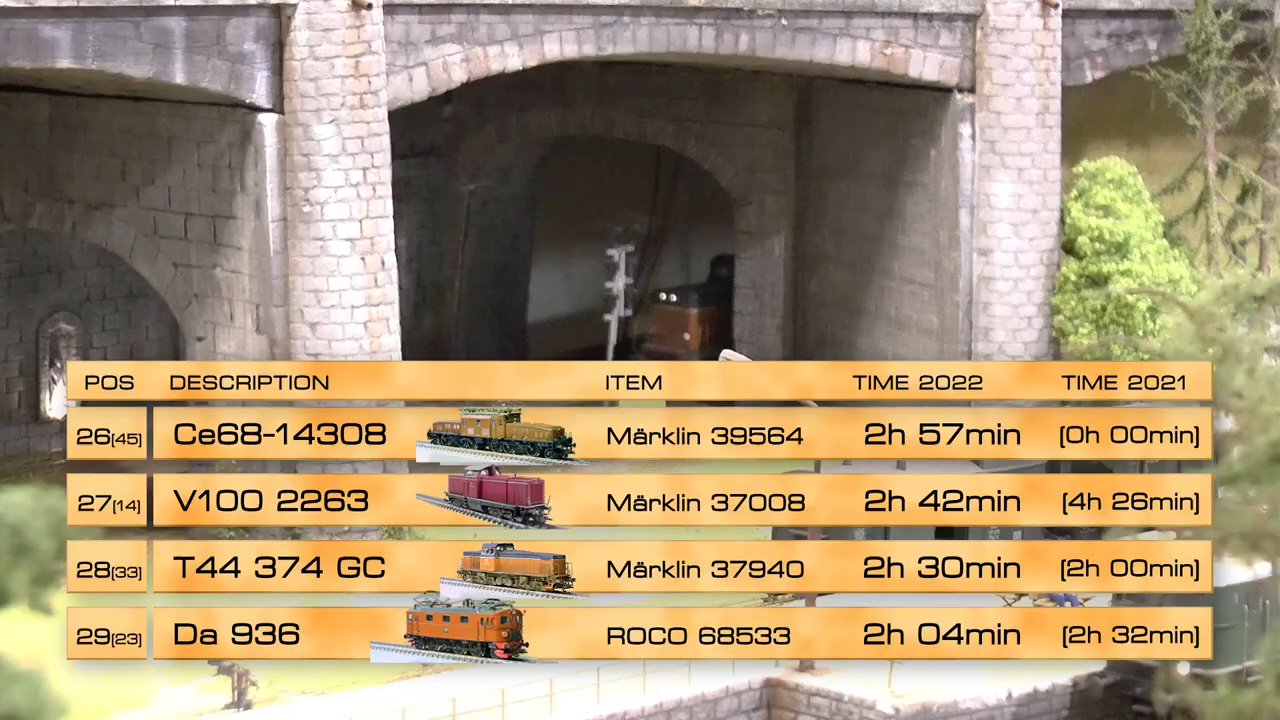 POS DESCRIPTION ITEM TIME 2022 TIME 2021
26[45] Ce68-14308 Märklin 39564 2h 57min [0h 00min]
27[14] V100 2263 Märklin 37008 2h 42min [4h 26min]
28[33] T44 374 GC Märklin 37940 2h 30min [2h 00min]
29[23] Da 936 ROCO 68533 2h 04min [2h 32min]